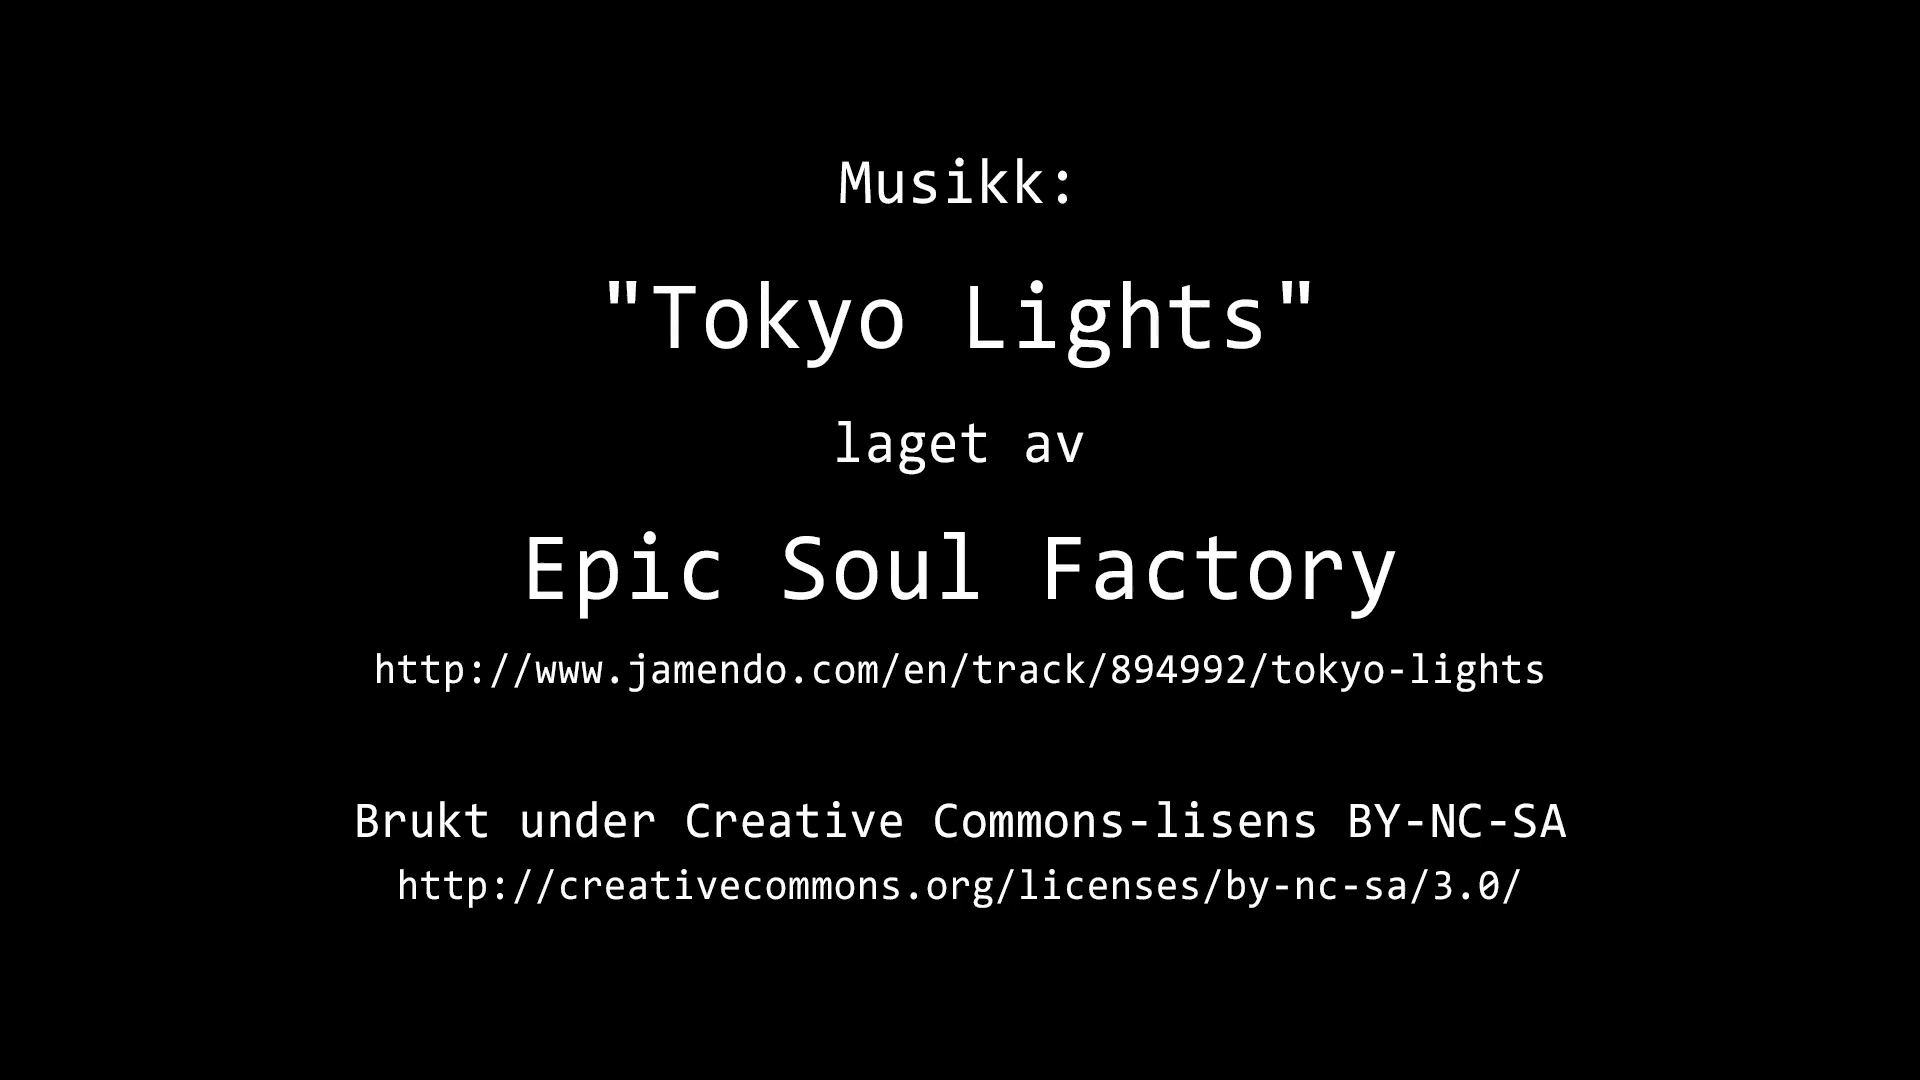 Musikk:
"Tokyo Lights"
laget av
Epic Soul Factory
http://www.jamendo.com/en/track/894992/tokyo-lights
Brukt under Creative Commons-lisens BY-NC-SA
http://creativecommons.org/licenses/by-nc-sa/3.0/